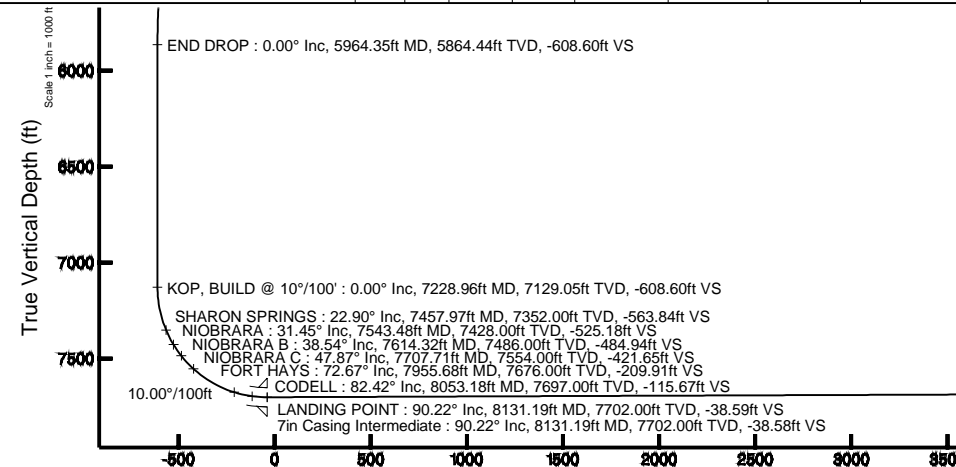 Scale 1 inch = 1000 ft
True Vertical Depth (ft)
6000
6500
7000
7500
END DROP : 0.00° Inc, 5964.35ft MD, 5864.44ft TVD, -608.60ft VS
KOP, BUILD @ 10°/100' : 0.00° Inc, 7228.96ft MD, 7129.05ft TVD, -608.60ft VS
SHARON SPRINGS : 22.90° Inc, 7457.97ft MD, 7352.00ft TVD, -563.84ft VS
NIOBRARA : 31.45° Inc, 7543.48ft MD, 7428.00ft TVD, -525.18ft VS
NIOBRARA B : 38.54° Inc, 7614.32ft MD, 7486.00ft TVD, -484.94ft VS
NIOBRARA C : 47.87° Inc, 7707.71ft MD, 7554.00ft TVD, -421.65ft VS
FORT HAYS : 72.67° Inc, 7955.68ft MD, 7676.00ft TVD, -209.91ft VS
CODELL : 82.42° Inc, 8053.18ft MD, 7697.00ft TVD, -115.67ft VS
10.00°/100ft
LANDING POINT : 90.22° Inc, 8131.19ft MD, 7702.00ft TVD, -38.59ft VS
7in Casing Intermediate : 90.22° Inc, 8131.19ft MD, 7702.00ft TVD, -38.58ft VS
-500 0 500 1000 1500 2000 2500 3000 350